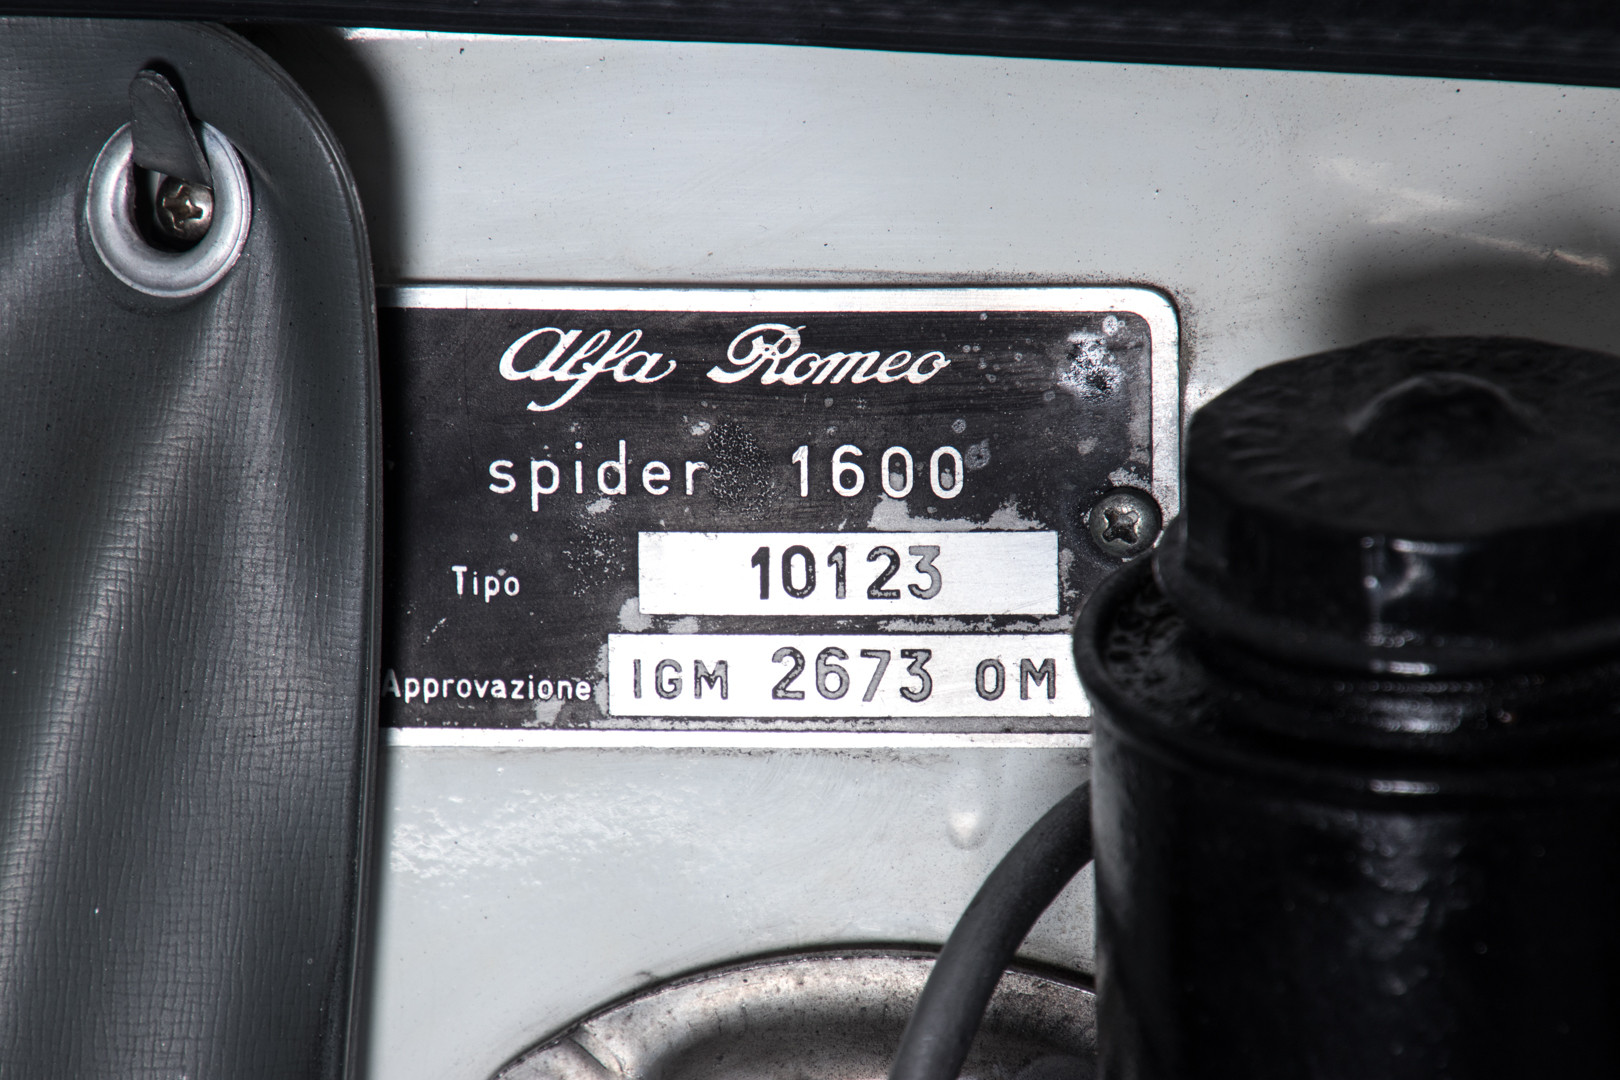 Alfa Romeo
spider 1600
Tipo 10123
Approvazione IGM 2673 OM